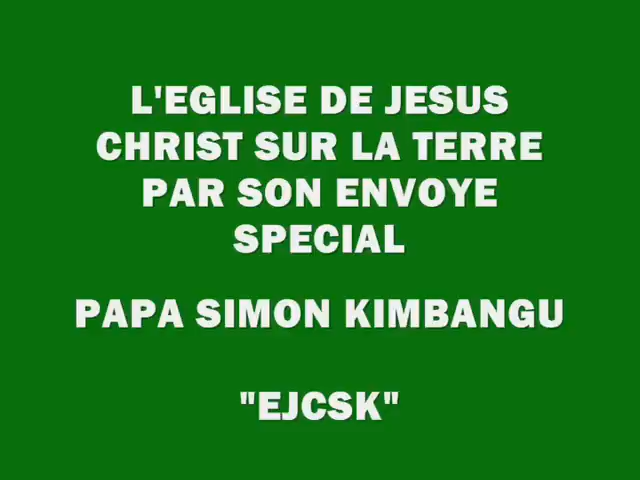 L'EGLISE DE JESUS
CHRIST SUR LA TERRE
PAR SON ENVOYE
SPECIAL
PAPA SIMON KIMBANGU
"EJCSK"